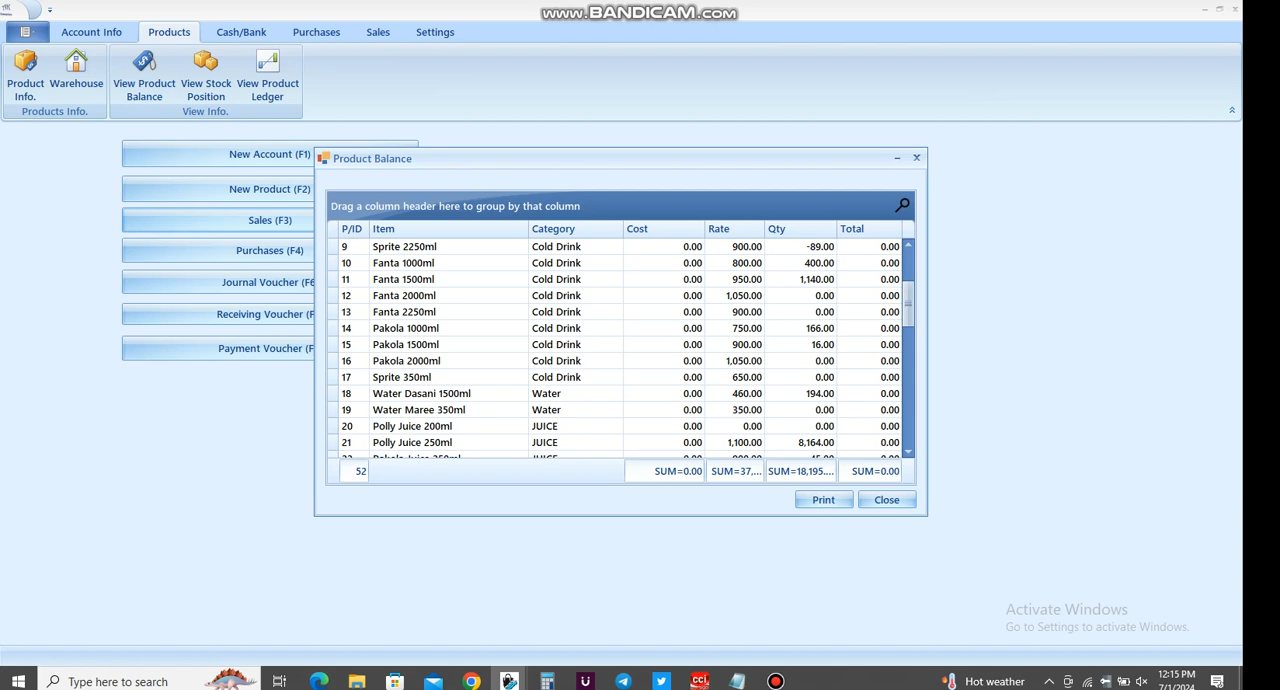 www.BANDICAM.com
Account Info Products Cash/Bank Purchases Sales Settings
Product Info. Warehouse View Product Balance View Stock Position View Product Ledger
Products Info. View Info.
New Account (F1)
New Product (F2)
Sales (F3)
Purchases (F4)
Journal Voucher (F6
Receiving Voucher (F
Payment Voucher (F
Product Balance
Drag a column header here to group by that column
P/ID Item Category Cost Rate Qty Total
9 Sprite 2250ml Cold Drink 0.00 900.00 -89.00 0.00
10 Fanta 1000ml Cold Drink 0.00 800.00 400.00 0.00
11 Fanta 1500ml Cold Drink 0.00 950.00 1,140.00 0.00
12 Fanta 2000ml Cold Drink 0.00 1,050.00 0.00 0.00
13 Fanta 2250ml Cold Drink 0.00 900.00 0.00 0.00
14 Pakola 1000ml Cold Drink 0.00 750.00 166.00 0.00
15 Pakola 1500ml Cold Drink 0.00 900.00 16.00 0.00
16 Pakola 2000ml Cold Drink 0.00 1,050.00 0.00 0.00
17 Sprite 350ml Cold Drink 0.00 650.00 0.00 0.00
18 Water Dasani 1500ml Water 0.00 460.00 194.00 0.00
19 Water Maree 350ml Water 0.00 350.00 0.00 0.00
20 Polly Juice 200ml JUICE 0.00 0.00 0.00 0.00
21 Polly Juice 250ml JUICE 0.00 1,100.00 8,164.00 0.00
52 SUM=0.00 SUM=37,... SUM=18,195.... SUM=0.00
Print Close
Activate Windows
Go to Settings to activate Windows.
Type here to search
Hot weather
12:15 PM
7/1/2024